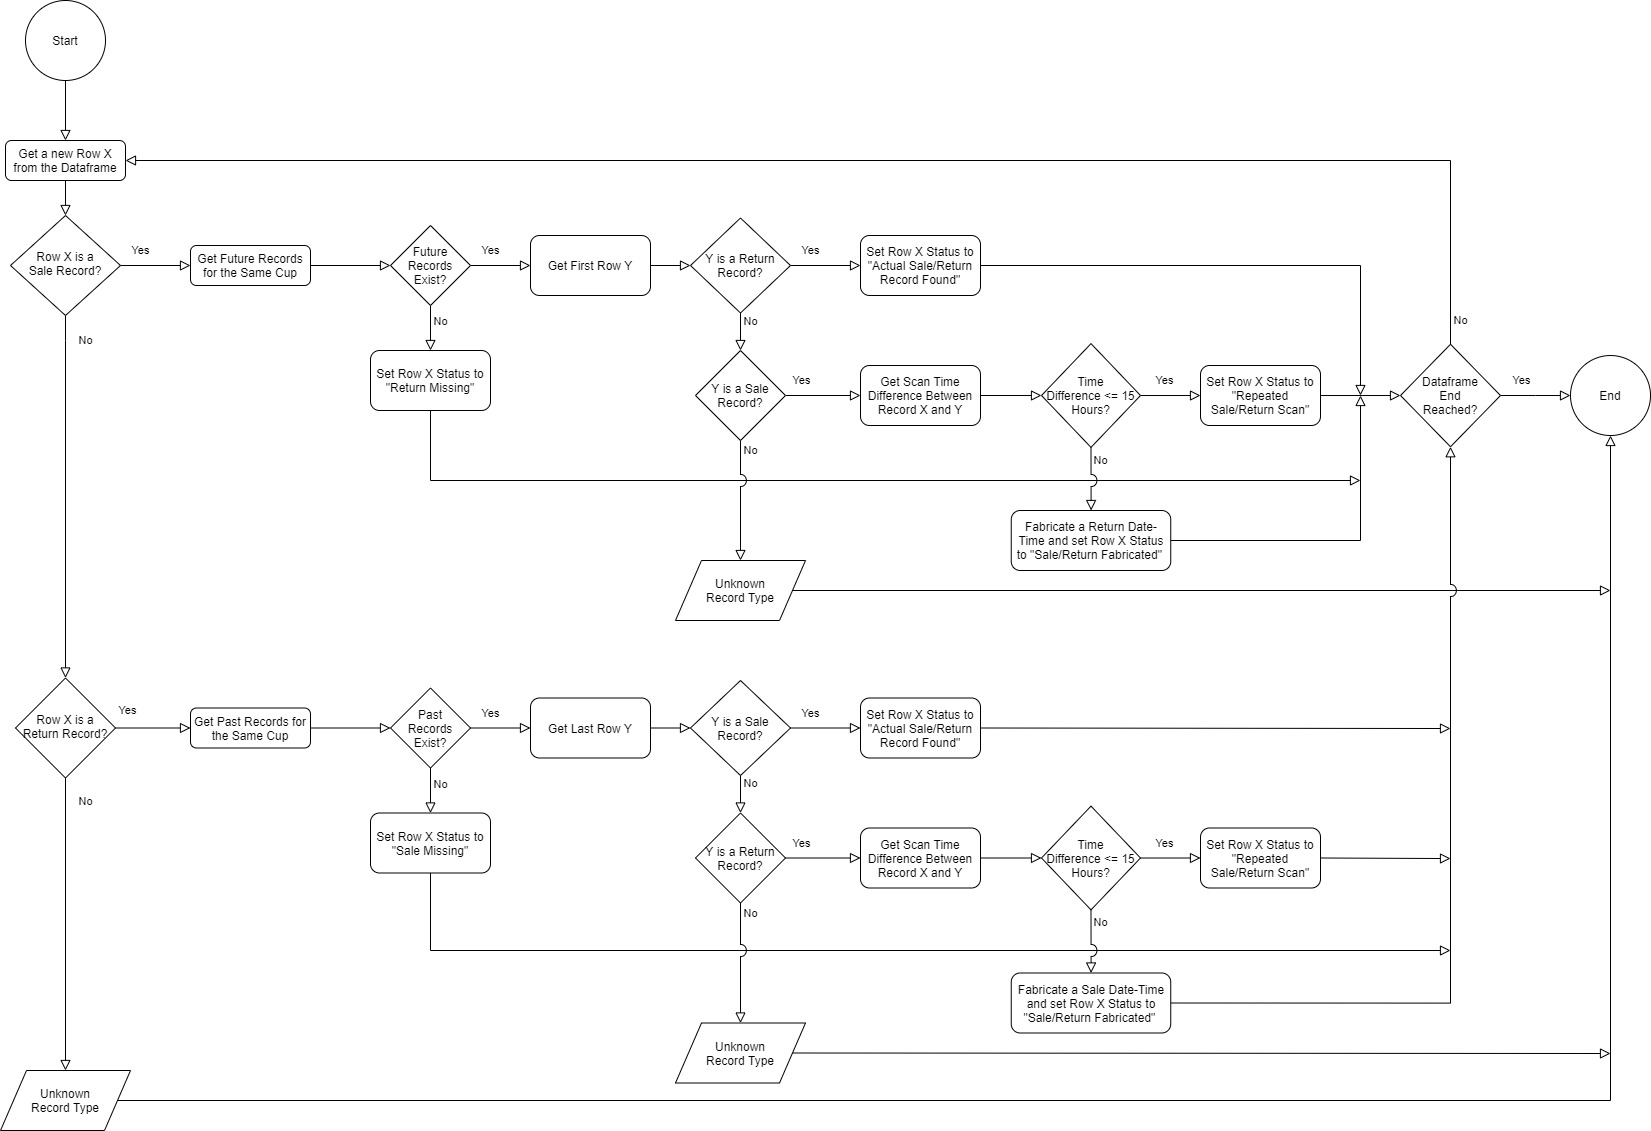 Start
Get a new Row X
from the Dataframe
Row X is a
Sale Record?
Yes
No
Get Future Records
for the Same Cup
Future
Records
Exist?
Yes
No
Set Row X Status to
"Return Missing"
Get First Row Y
Y is a Return
Record?
Yes
No
Set Row X Status to
"Actual Sale/Return
Record Found"
Y is a Sale
Record?
Yes
No
Get Scan Time
Difference Between
Record X and Y
Time
Difference <= 15
Hours?
Yes
No
Set Row X Status to
"Repeated
Sale/Return Scan"
Fabricate a Return Date-
Time and set Row X Status
to "Sale/Return Fabricated"
Unknown
Record Type
Dataframe
End
Reached?
No
Yes
End
Row X is a
Return Record?
Yes
No
Get Past Records for
the Same Cup
Past
Records
Exist?
Yes
No
Set Row X Status to
"Sale Missing"
Get Last Row Y
Y is a Sale
Record?
Yes
No
Set Row X Status to
"Actual Sale/Return
Record Found"
Y is a Return
Record?
Yes
No
Get Scan Time
Difference Between
Record X and Y
Time
Difference <= 15
Hours?
Yes
No
Set Row X Status to
"Repeated
Sale/Return Scan"
Fabricate a Sale Date-Time
and set Row X Status to
"Sale/Return Fabricated"
Unknown
Record Type
Unknown
Record Type